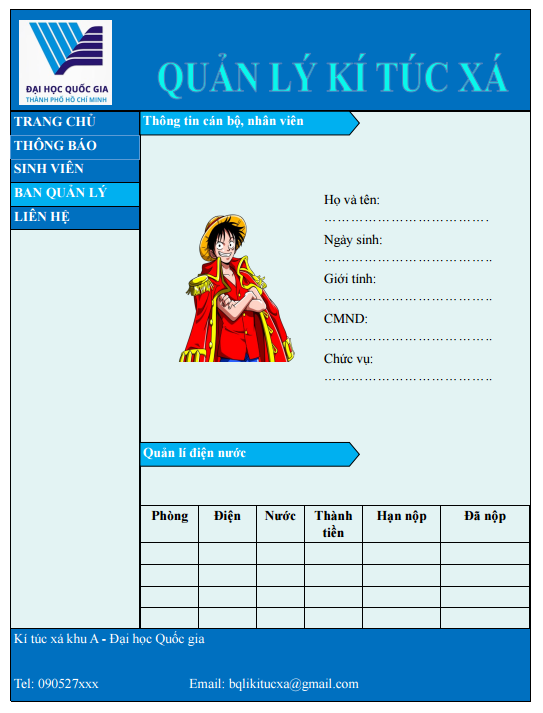 ĐẠI HỌC QUỐC GIA
THÀNH PHỐ HỒ CHÍ MINH
QUẢN LÝ KÍ TÚC XÁ
TRANG CHỦ
THÔNG BÁO
SINH VIÊN
BAN QUẢN LÝ
LIÊN HỆ
Thông tin cán bộ, nhân viên
Họ và tên:
……………………………….
Ngày sinh:
………………………………..
Giới tính:
………………………………..
CMND:
………………………………..
Chức vụ:
………………………………..
Quản lí điện nước
Phòng Điện Nước Thành tiền Hạn nộp Đã nộp
Kí túc xá khu A - Đại học Quốc gia
Tel: 090527xxx Email: bqlikitucxa@gmail.com